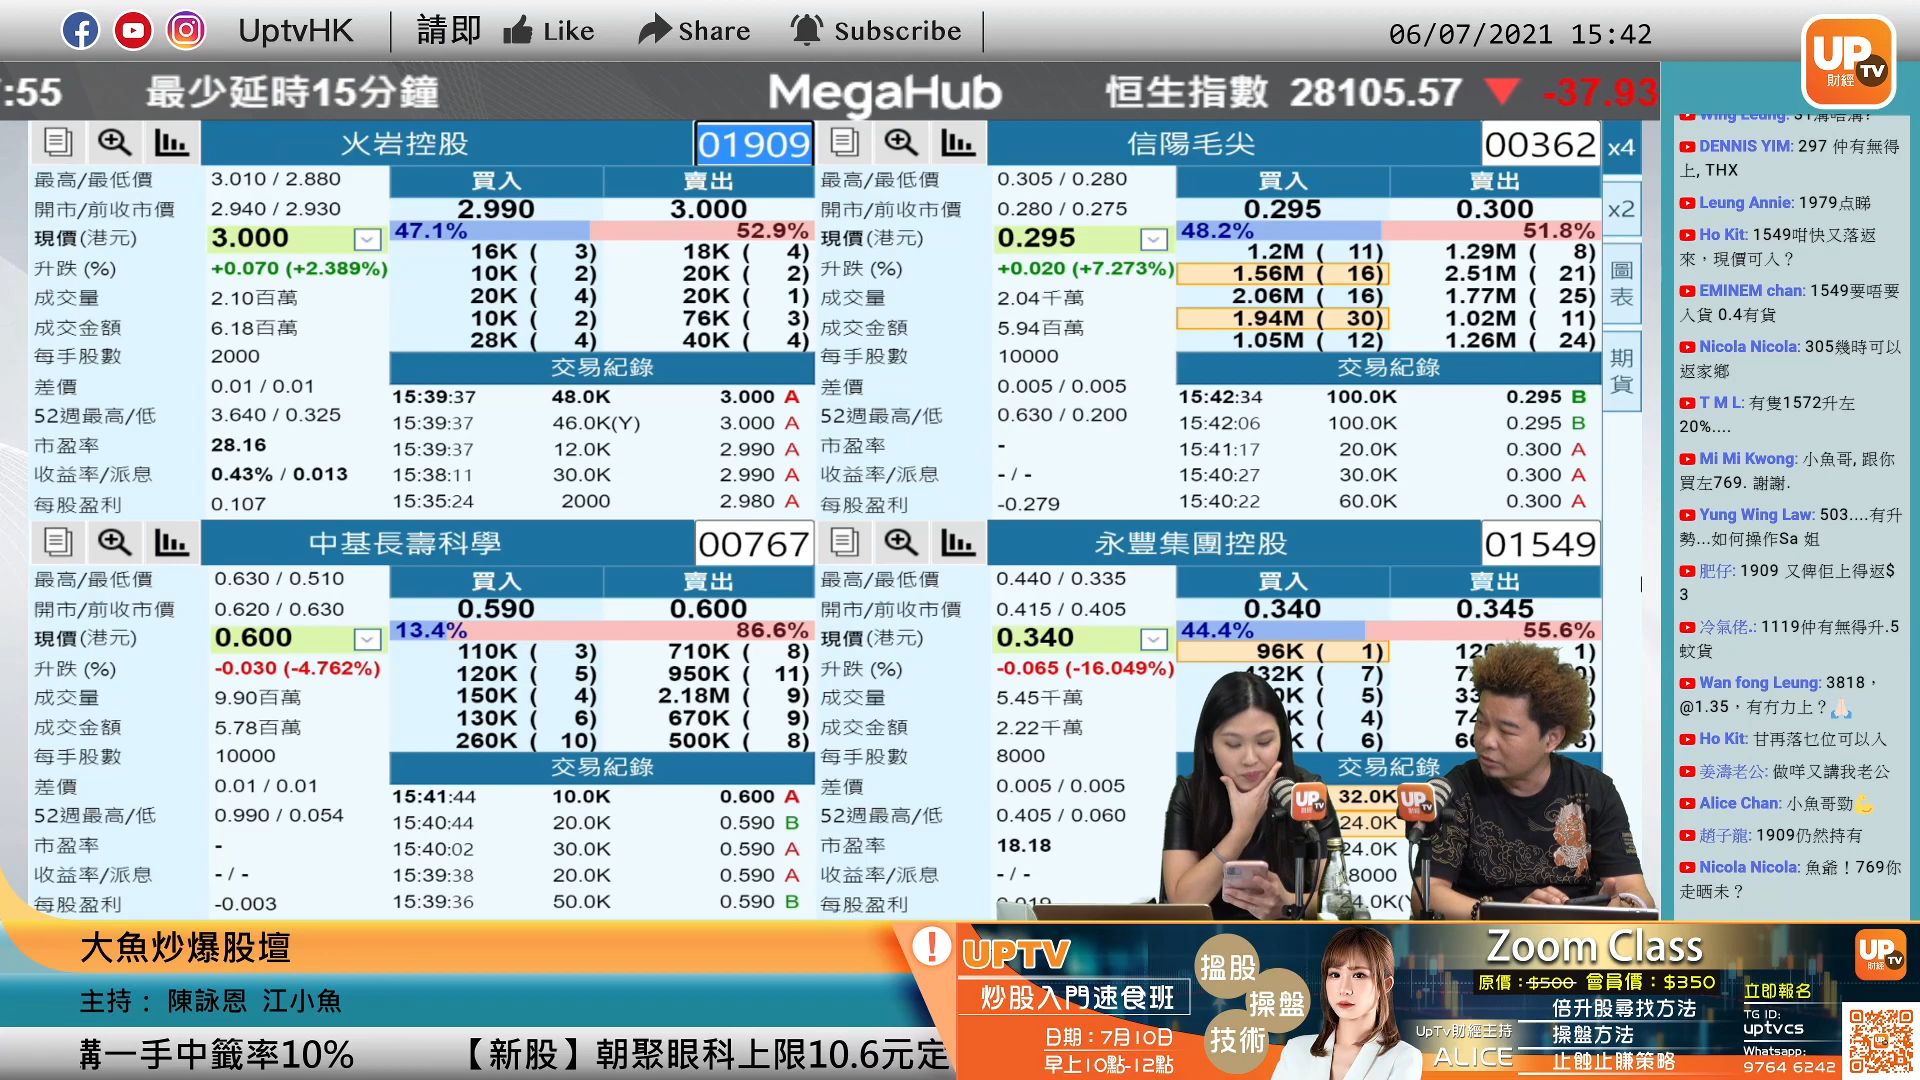 UptvHK
請即
Like
Share
Subscribe
06/07/2021 15:42
UP TV
財經
:55
最少延時15分鐘
MegaHub
恒生指數 28105.57 ▼ -37.93
火岩控股
01909
最高/最低價 3.010 / 2.880
開市/前收市價 2.940 / 2.930
現價(港元) 3.000
升跌 (%) +0.070 (+2.389%)
成交量 2.10百萬
成交金額 6.18百萬
每手股數 2000
差價 0.01 / 0.01
52週最高/低 3.640 / 0.325
市盈率 28.16
收益率/派息 0.43% / 0.013
每股盈利 0.107
買入 賣出
2.990 3.000
47.1% 52.9%
16K ( 3) 18K ( 4)
10K ( 2) 20K ( 2)
20K ( 4) 20K ( 1)
10K ( 2) 76K ( 3)
28K ( 4) 40K ( 4)
交易紀錄
15:39:37 48.0K 3.000 A
15:39:37 46.0K(Y) 3.000 A
15:39:37 12.0K 2.990 A
15:38:11 30.0K 2.990 A
15:35:24 2000 2.980 A
信陽毛尖
00362
最高/最低價 0.305 / 0.280
開市/前收市價 0.280 / 0.275
現價(港元) 0.295
升跌 (%) +0.020 (+7.273%)
成交量 2.04千萬
成交金額 5.94百萬
每手股數 10000
差價 0.005 / 0.005
52週最高/低 0.630 / 0.200
市盈率 -
收益率/派息 - / -
每股盈利 -0.279
買入 賣出
0.295 0.300
48.2% 51.8%
1.2M ( 11) 1.29M ( 8)
1.56M ( 16) 2.51M ( 21)
2.06M ( 16) 1.77M ( 25)
1.94M ( 30) 1.02M ( 11)
1.05M ( 12) 1.26M ( 24)
交易紀錄
15:42:34 100.0K 0.295 B
15:42:06 100.0K 0.295 B
15:41:17 20.0K 0.300 A
15:40:27 30.0K 0.300 A
15:40:22 60.0K 0.300 A
x4
x2
圖表
期貨
中基長壽科學
00767
最高/最低價 0.630 / 0.510
開市/前收市價 0.620 / 0.630
現價(港元) 0.600
升跌 (%) -0.030 (-4.762%)
成交量 9.90百萬
成交金額 5.78百萬
每手股數 10000
差價 0.01 / 0.01
52週最高/低 0.990 / 0.054
市盈率 -
收益率/派息 - / -
每股盈利 -0.003
買入 賣出
0.590 0.600
13.4% 86.6%
110K ( 3) 710K ( 8)
120K ( 5) 950K ( 11)
150K ( 4) 2.18M ( 9)
130K ( 6) 670K ( 9)
260K ( 10) 500K ( 8)
交易紀錄
15:41:44 10.0K 0.600 A
15:40:44 20.0K 0.590 B
15:40:02 30.0K 0.590 A
15:39:38 20.0K 0.590 A
15:39:36 50.0K 0.590 B
永豐集團控股
01549
最高/最低價 0.440 / 0.335
開市/前收市價 0.415 / 0.405
現價(港元) 0.340
升跌 (%) -0.065 (-16.049%)
成交量 5.45千萬
成交金額 2.22千萬
每手股數 8000
差價 0.005 / 0.005
52週最高/低 0.405 / 0.060
市盈率 18.18
收益率/派息 - / -
每股盈利
買入 賣出
0.340 0.345
44.4% 55.6%
96K ( 1) 1)
7)
5)
4)
6)
交易紀錄
32.0K
24.0K
24.0K
8000
24.0K
DENNIS YIM: 297 仲有無得
上, THX
Leung Annie: 1979点睇
Ho Kit: 1549咁快又落返
來，現價可入？
EMINEM chan: 1549要唔要
入貨 0.4有貨
Nicola Nicola: 305幾時可以
返家鄉
T M L: 有隻1572升左
20%....
Mi Mi Kwong: 小魚哥, 跟你
買左769. 謝謝.
Yung Wing Law: 503....有升
勢...如何操作Sa 姐
肥仔: 1909 又俾佢上得返$
3
冷氣佬.: 1119仲有無得升.5
蚊貨
Wan fong Leung: 3818，
@1.35，有冇力上？🙏🏻
Ho Kit: 甘再落乜位可以入
姜濤老公: 做咩又講我老公
Alice Chan: 小魚哥勁💪
趙子龍: 1909仍然持有
Nicola Nicola: 魚爺！769你
走晒未？
大魚炒爆股壇
主持： 陳詠恩 江小魚
一手中籤率10%
【新股】朝聚眼科上限10.6元定
UPTV
炒股入門速食班
日期：7月10日
早上10點-12點
搵股
操盤
技術
Zoom Class
原價：$500 會員價：$350
倍升股尋找方法
操盤方法
止蝕止賺策略
UpTV財經主持
ALICE
UP TV
財經
立即報名
TG ID:
uptvcs
Whatsapp:
9764 6242